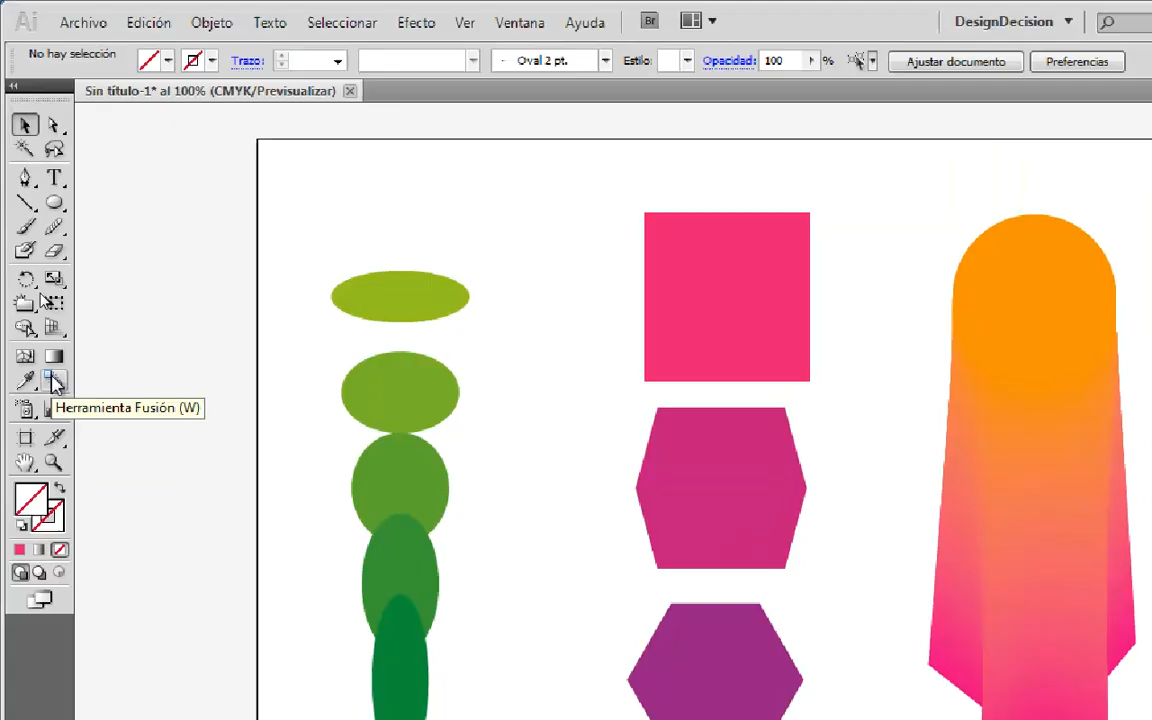 Ai Archivo Edición Objeto Texto Seleccionar Efecto Ver Ventana Ayuda Br DesignDecision
No hay selección Trazo: Oval 2 pt. Estilo: Opacidad: 100 % Ajustar documento Preferencias
Sin título-1* al 100% (CMYK/Previsualizar)
T
Herramienta Fusión (W)